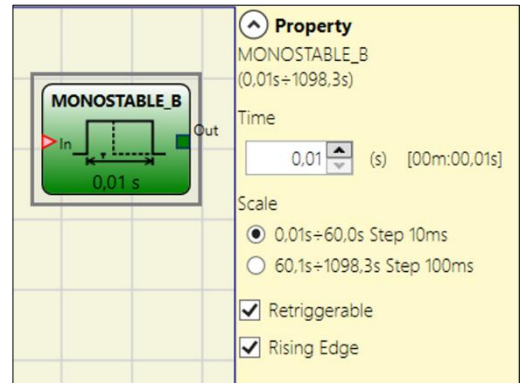 MONOSTABLE_B
In
Out
0,01 s
Property
MONOSTABLE_B
(0,01s÷1098,3s)
Time
0,01 (s) [00m:00,01s]
Scale
0,01s÷60,0s Step 10ms
60,1s÷1098,3s Step 100ms
Retriggerable
Rising Edge